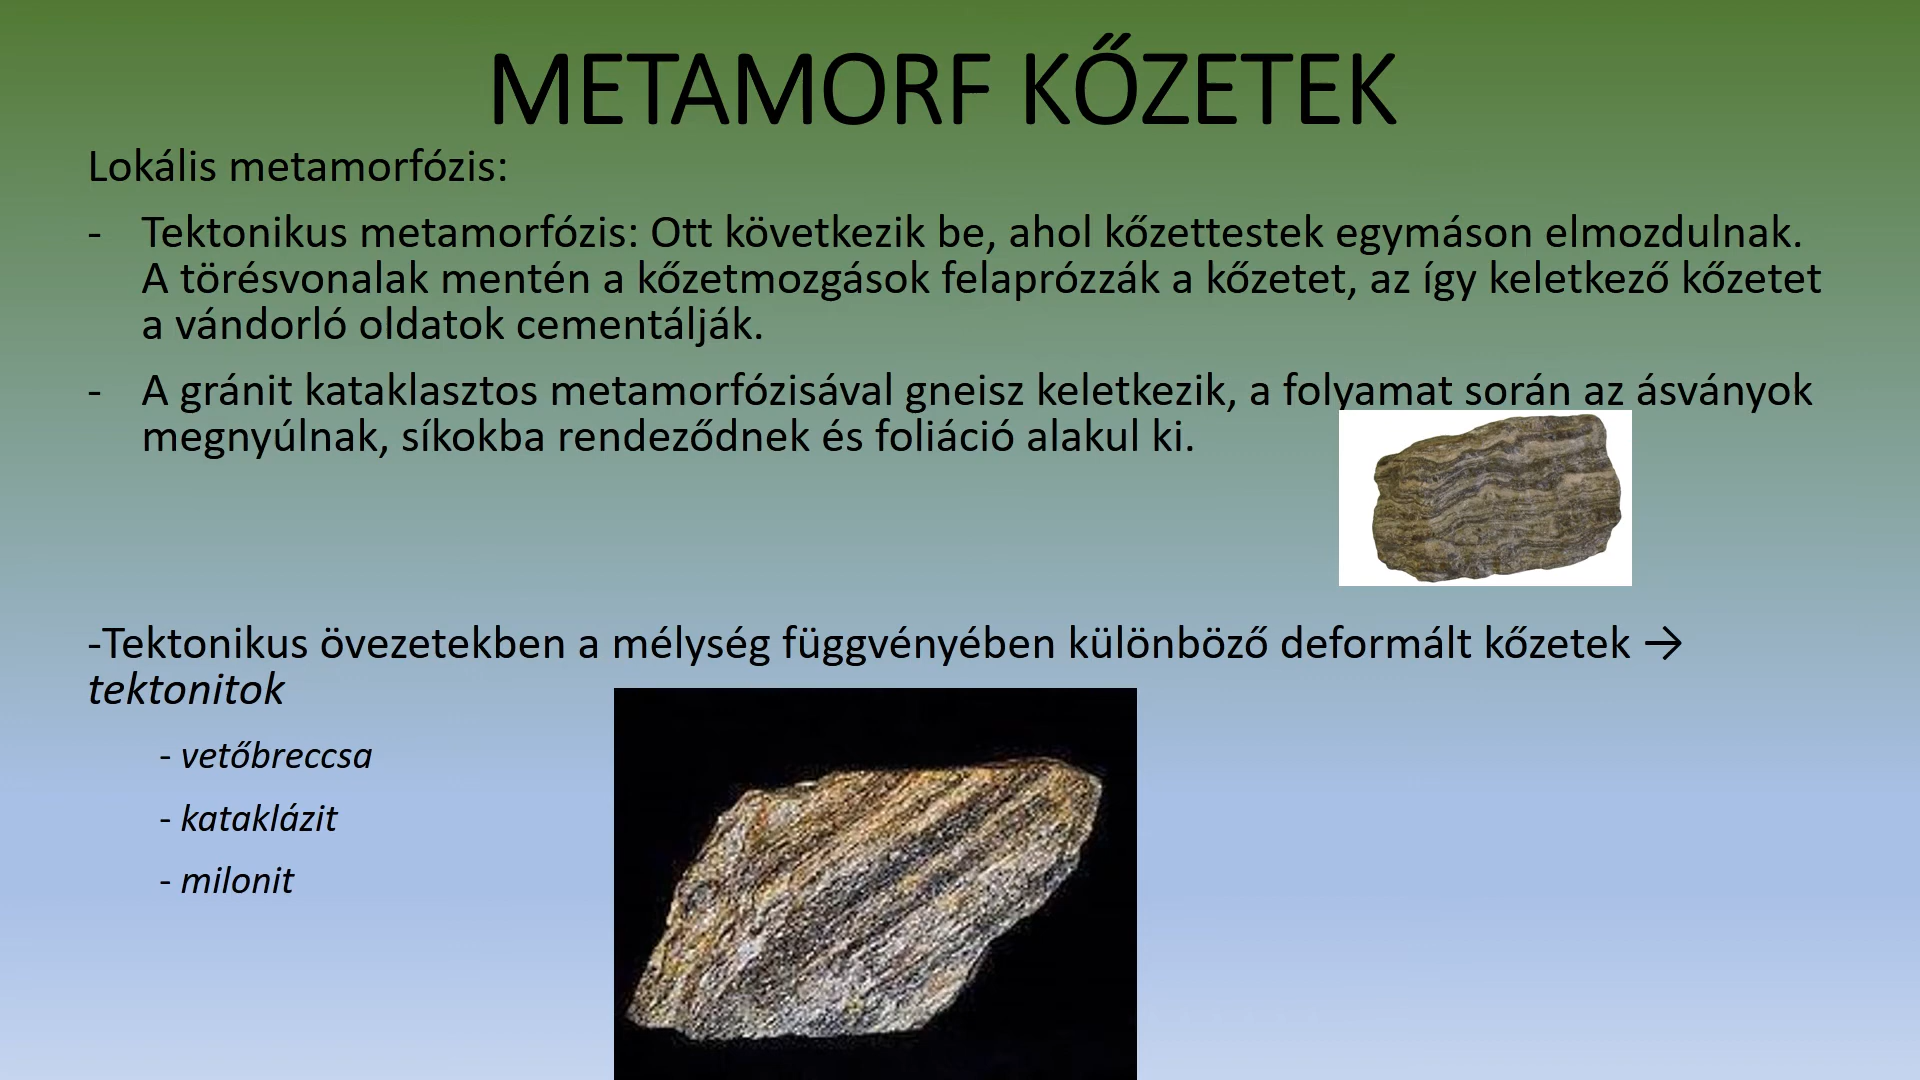 METAMORF KŐZETEK
Lokális metamorfózis:
- Tektonikus metamorfózis: Ott következik be, ahol kőzettestek egymáson elmozdulnak.
A törésvonalak mentén a kőzetmozgások felaprózzák a kőzetet, az így keletkező kőzetet
a vándorló oldatok cementálják.
- A gránit kataklasztos metamorfózisával gneisz keletkezik, a folyamat során az ásványok
megnyúlnak, síkokba rendeződnek és foliáció alakul ki.
-Tektonikus övezetekben a mélység függvényében különböző deformált kőzetek →
tektonitok
- vetőbreccsa
- kataklázit
- milonit